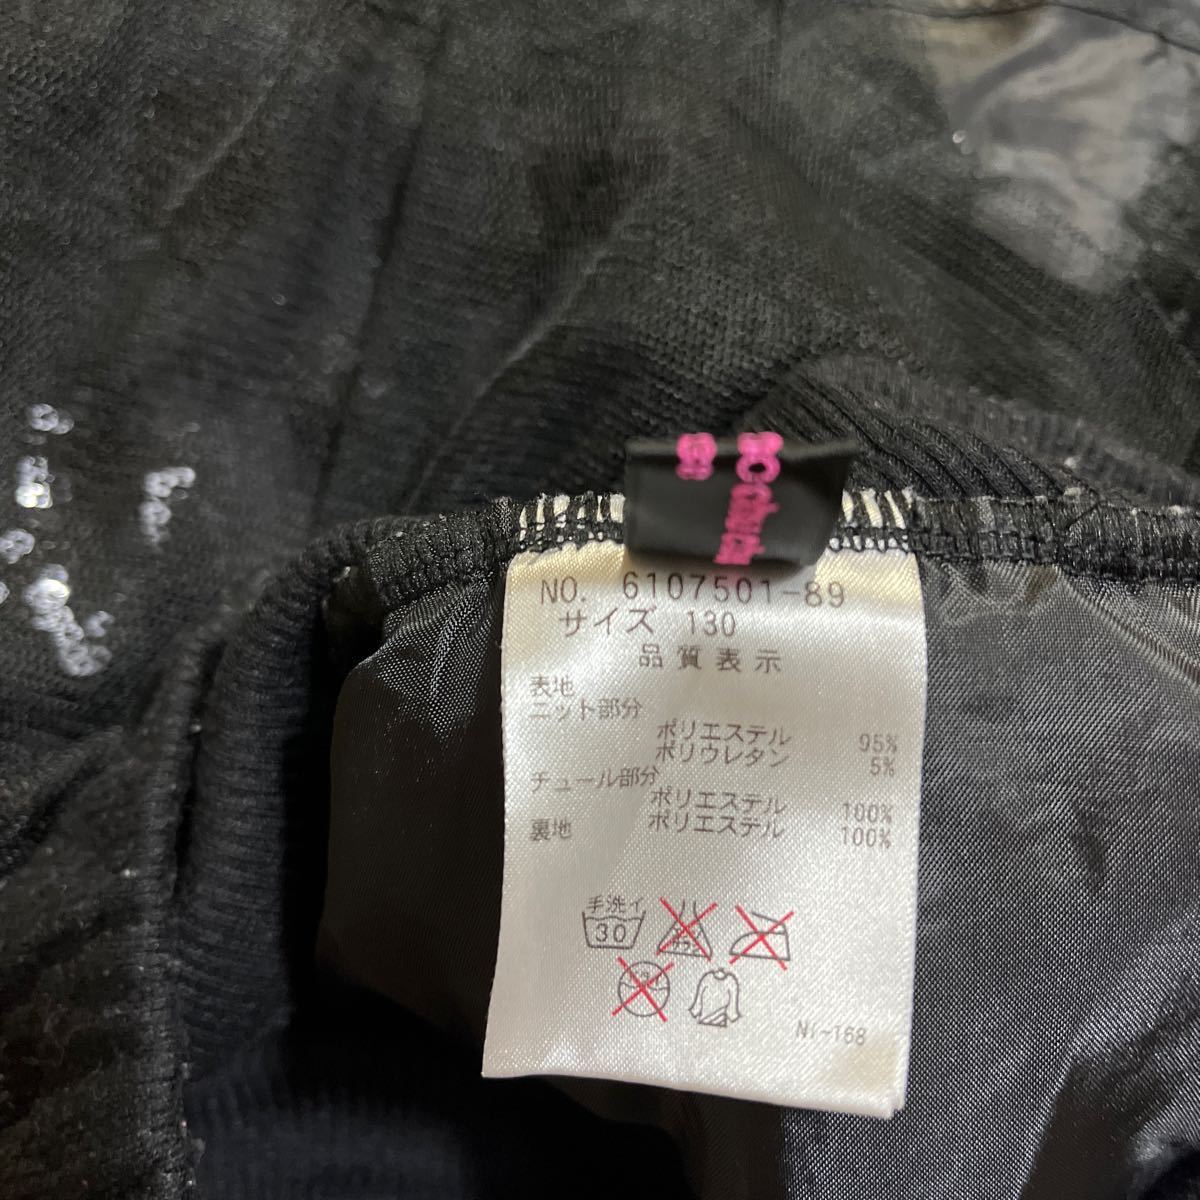 NO. 6107501-89
サイズ 130
品質表示
表地
ニット部分
ポリエステル 95%
ポリウレタン 5%
チュール部分
ポリエステル 100%
裏地 ポリエステル 100%
手洗イ
30
NI-168